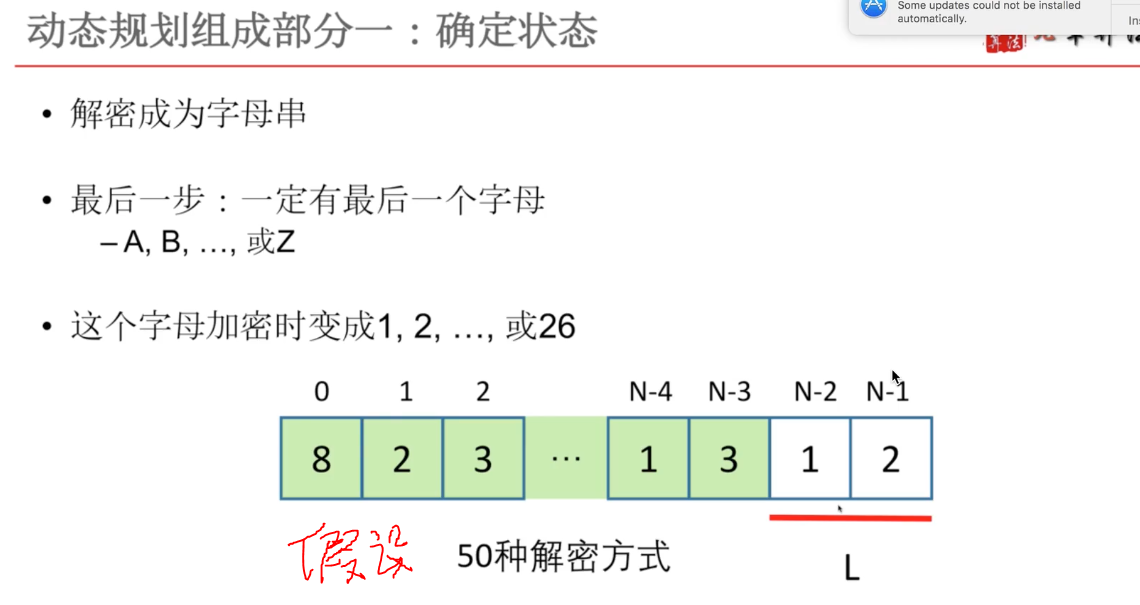 动态规划组成部分一：确定状态
Some updates could not be installed
automatically.
算法
• 解密成为字母串
• 最后一步：一定有最后一个字母
– A, B, …, 或Z
• 这个字母加密时变成1, 2, …, 或26
0 1 2 N-4 N-3 N-2 N-1
8 2 3 … 1 3 1 2
假设 50种解密方式 L